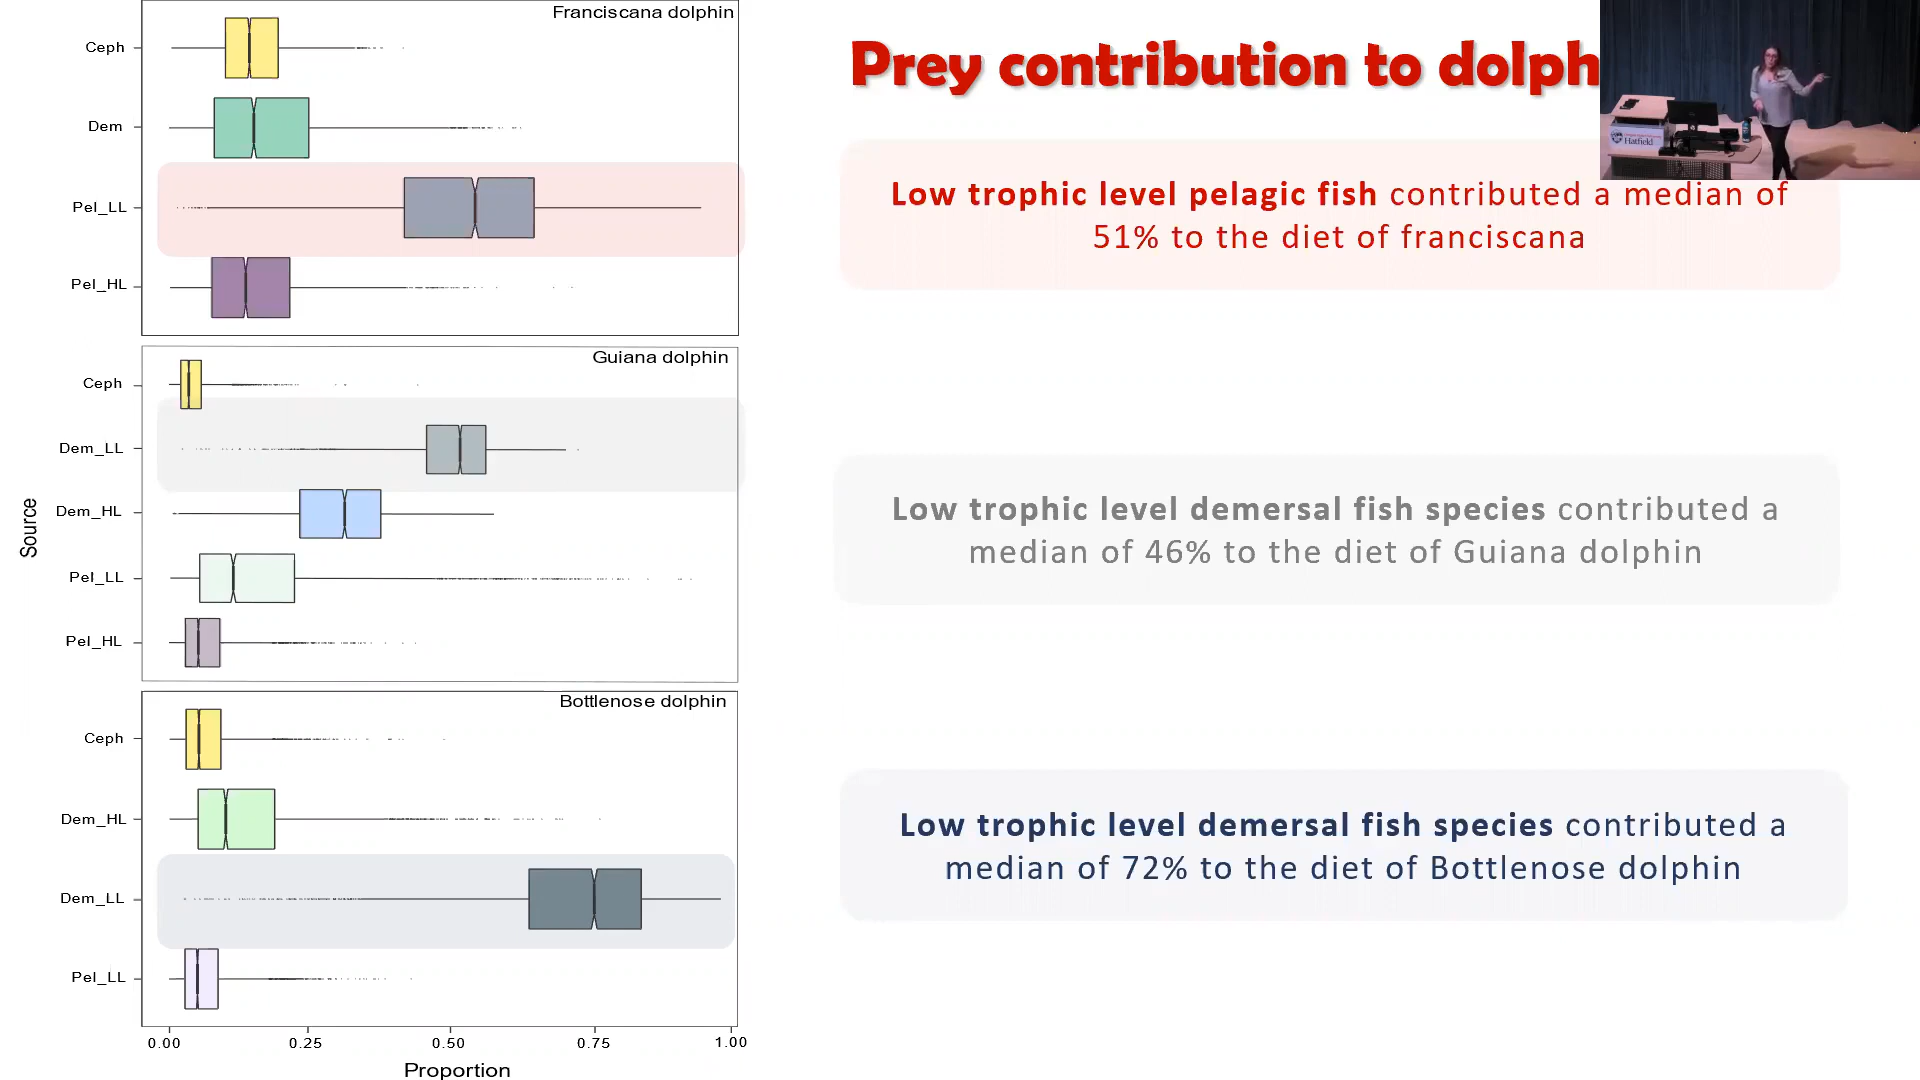 Franciscana dolphin
Ceph
Dem
Pel_LL
Pel_HL
Guiana dolphin
Ceph
Dem_LL
Dem_HL
Pel_LL
Pel_HL
Bottlenose dolphin
Ceph
Dem_HL
Dem_LL
Pel_LL
Source
0.00 0.25 0.50 0.75 1.00
Proportion
Prey contribution to dolph
Hatfield
Low trophic level pelagic fish contributed a median of
51% to the diet of franciscana
Low trophic level demersal fish species contributed a
median of 46% to the diet of Guiana dolphin
Low trophic level demersal fish species contributed a
median of 72% to the diet of Bottlenose dolphin